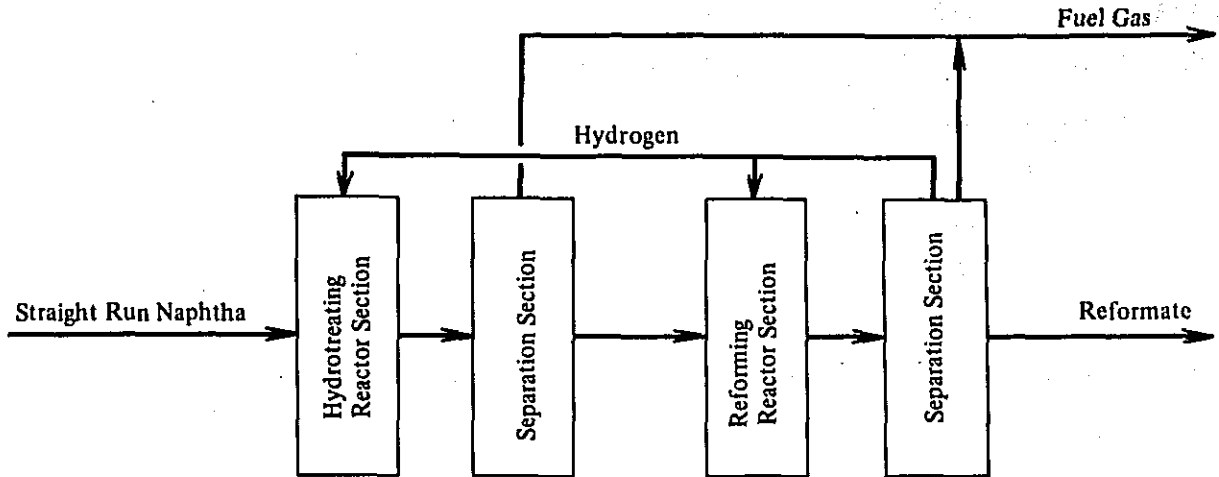 Fuel Gas
Hydrogen
Straight Run Naphtha
Hydrotreating
Reactor Section
Separation Section
Reforming
Reactor Section
Separation Section
Reformate